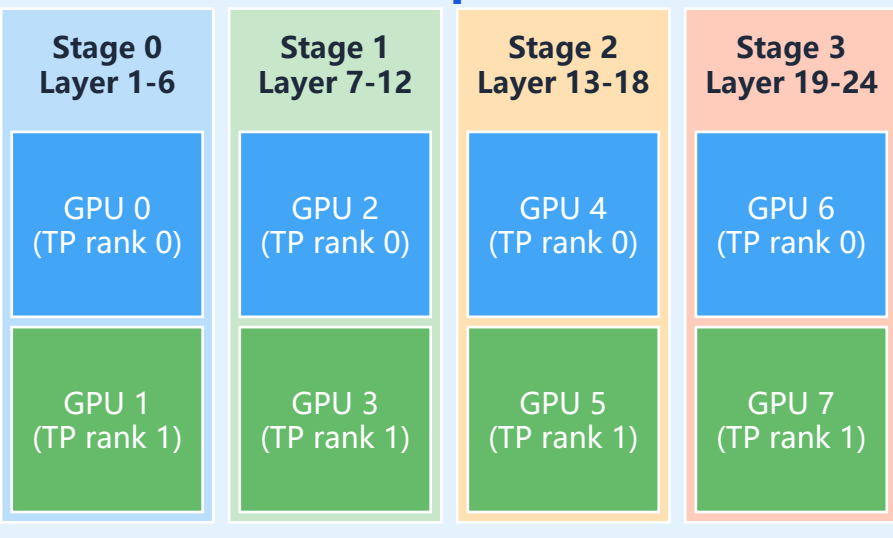 Stage 0
Layer 1-6
Stage 1
Layer 7-12
Stage 2
Layer 13-18
Stage 3
Layer 19-24
GPU 0
(TP rank 0)
GPU 2
(TP rank 0)
GPU 4
(TP rank 0)
GPU 6
(TP rank 0)
GPU 1
(TP rank 1)
GPU 3
(TP rank 1)
GPU 5
(TP rank 1)
GPU 7
(TP rank 1)